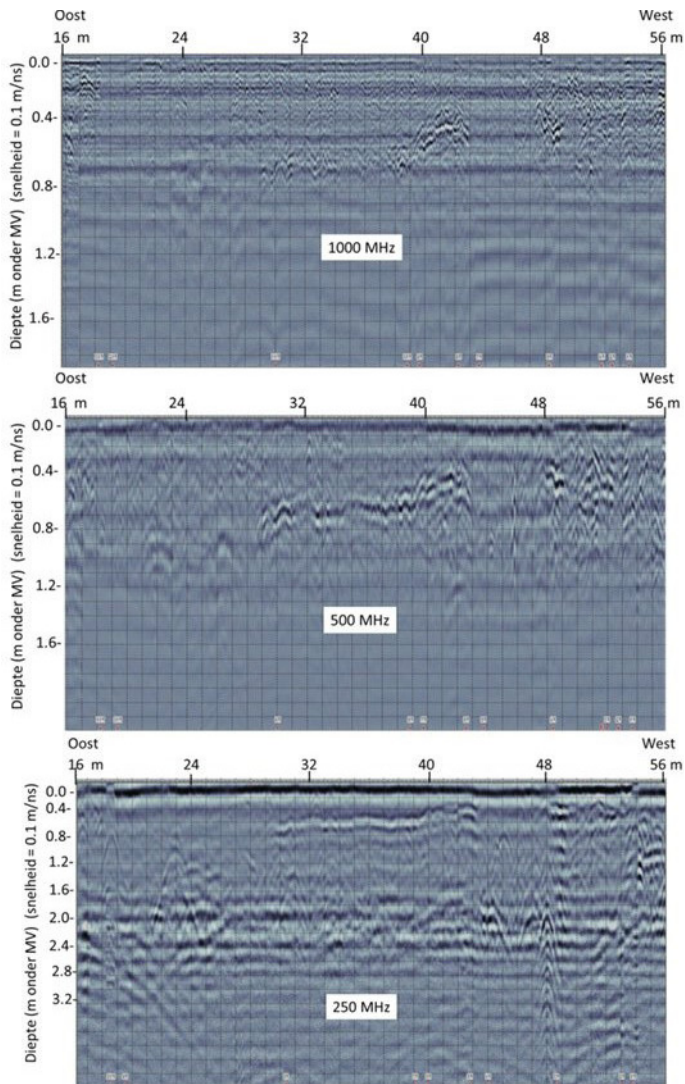 Oost West
16 m 24 32 40 48 56 m
Diepte (m onder MV) (snelheid = 0.1 m/ns)
0.0-
0.4-
0.8-
1.2-
1.6-
1000 MHz
Oost West
16 m 24 32 40 48 56 m
Diepte (m onder MV) (snelheid = 0.1 m/ns)
0.0-
0.4-
0.8-
1.2-
1.6-
500 MHz
Oost West
16 m 24 32 40 48 56 m
Diepte (m onder MV) (snelheid = 0.1 m/ns)
0.0-
0.4-
0.8-
1.2-
1.6-
2.0-
2.4-
2.8-
3.2-
250 MHz